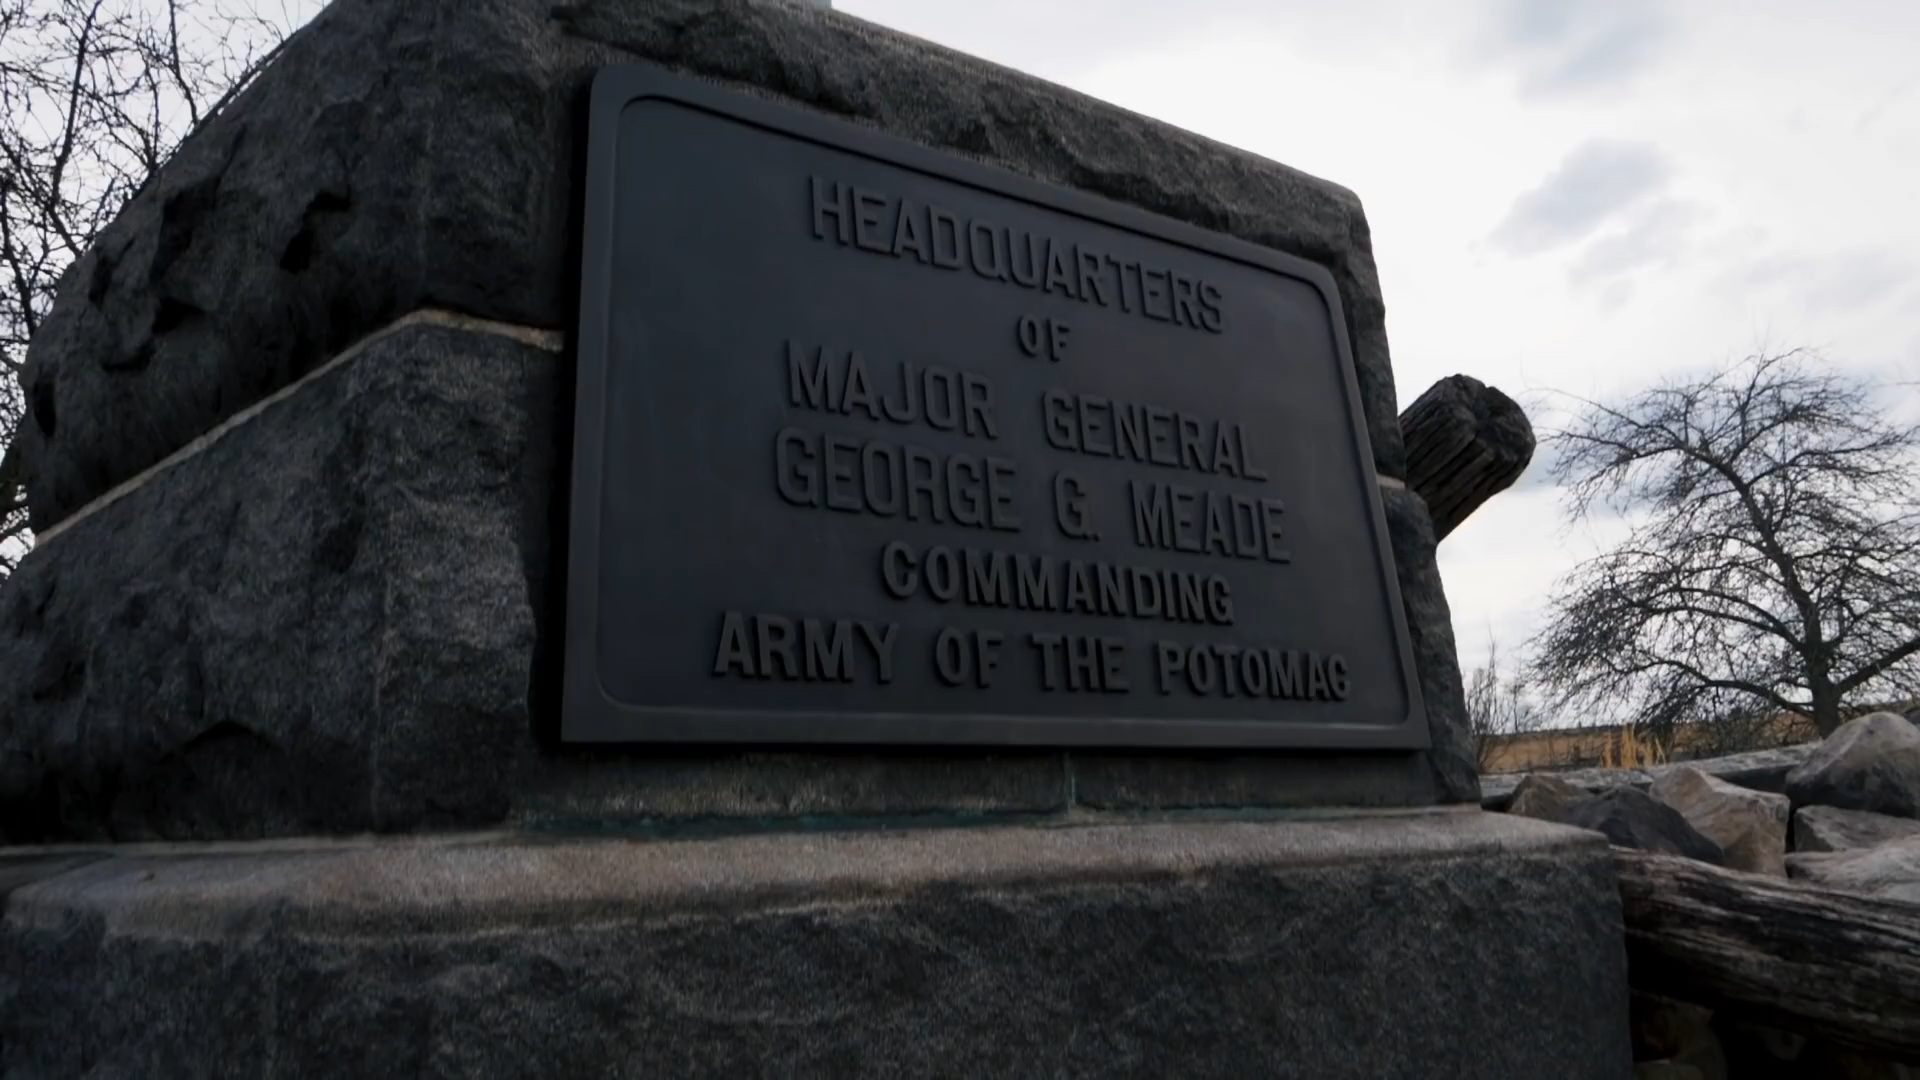 HEADQUARTERS
OF
MAJOR GENERAL
GEORGE G. MEADE
COMMANDING
ARMY OF THE POTOMAC